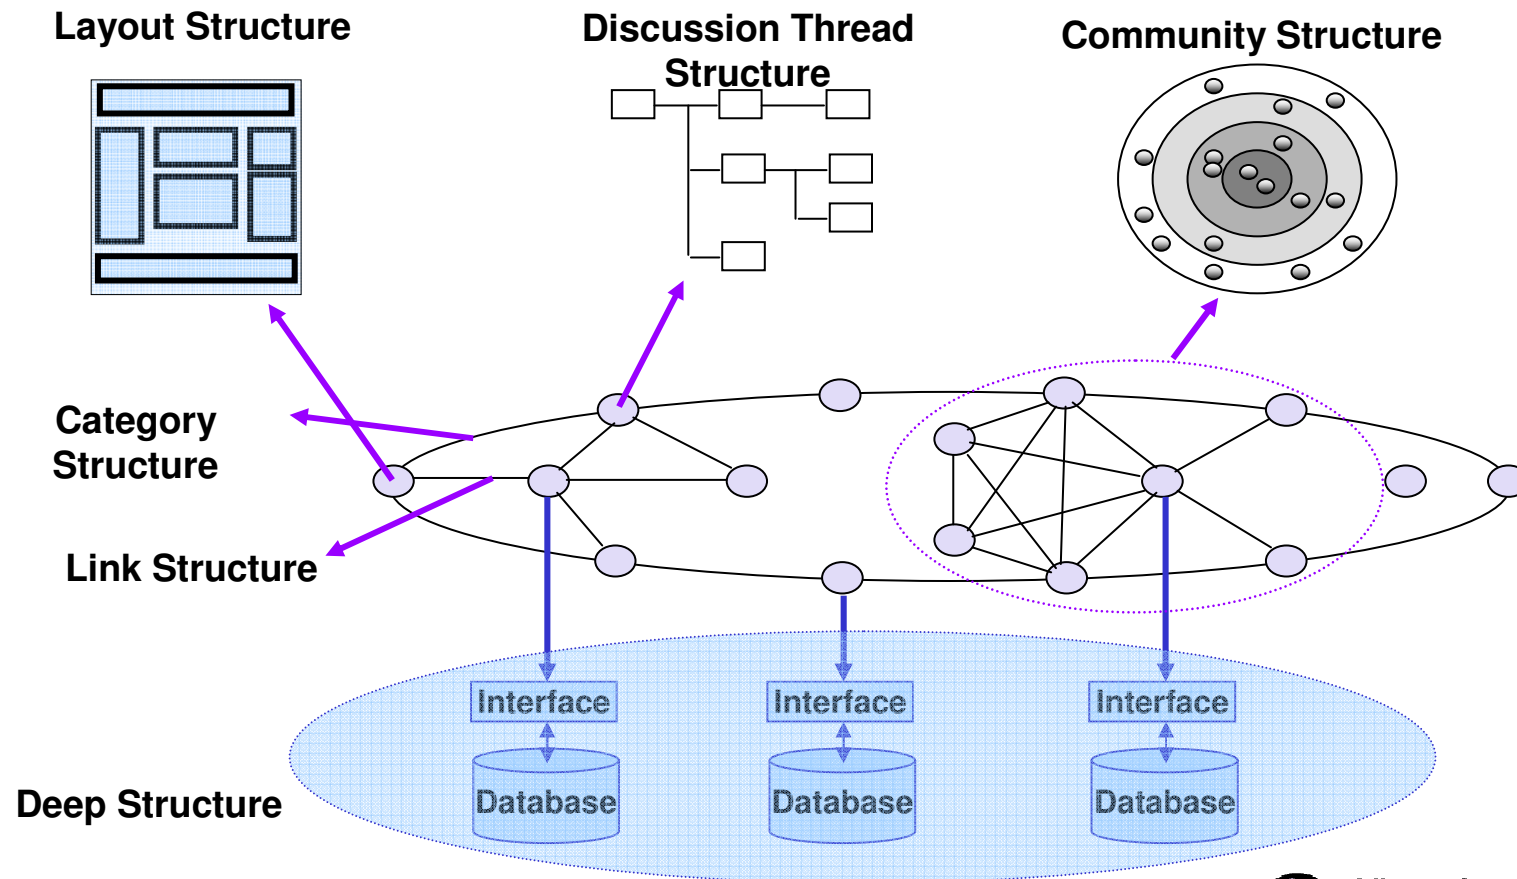 Layout Structure
Discussion Thread
Structure
Community Structure
Category
Structure
Link Structure
Interface
Interface
Interface
Database
Database
Database
Deep Structure